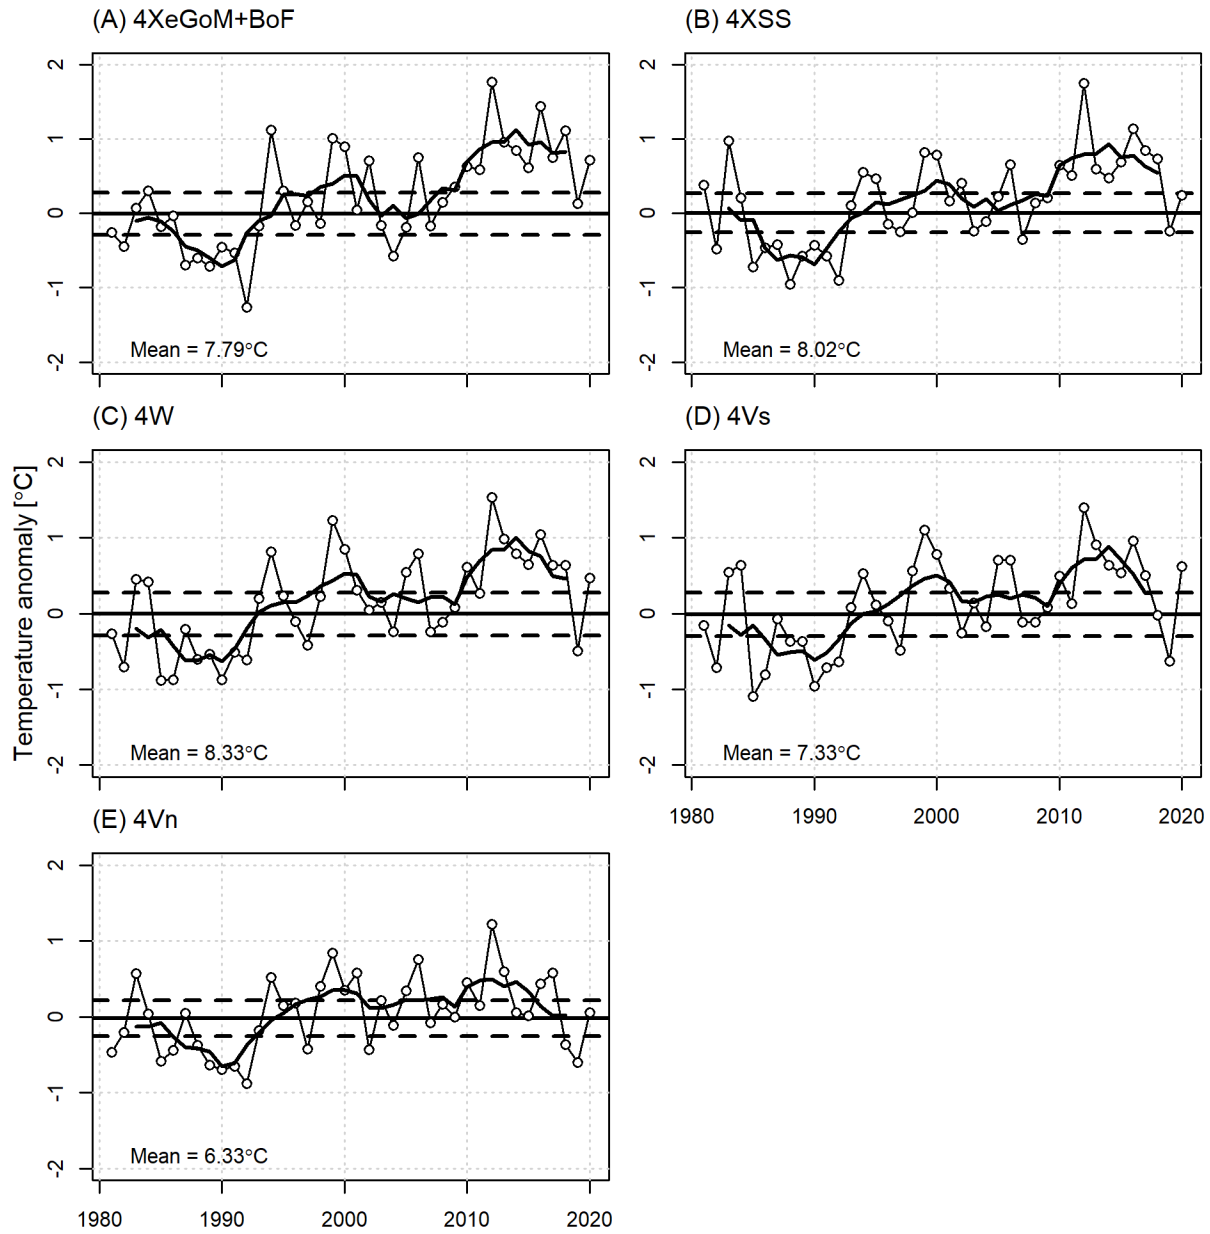 (A) 4XeGoM+BoF
2
1
0
-1
-2
Mean = 7.79°C
(B) 4XSS
2
1
0
-1
-2
Mean = 8.02°C
Temperature anomaly [°C]
(C) 4W
2
1
0
-1
-2
Mean = 8.33°C
(D) 4Vs
2
1
0
-1
-2
Mean = 7.33°C
1980 1990 2000 2010 2020
(E) 4Vn
2
1
0
-1
-2
Mean = 6.33°C
1980 1990 2000 2010 2020